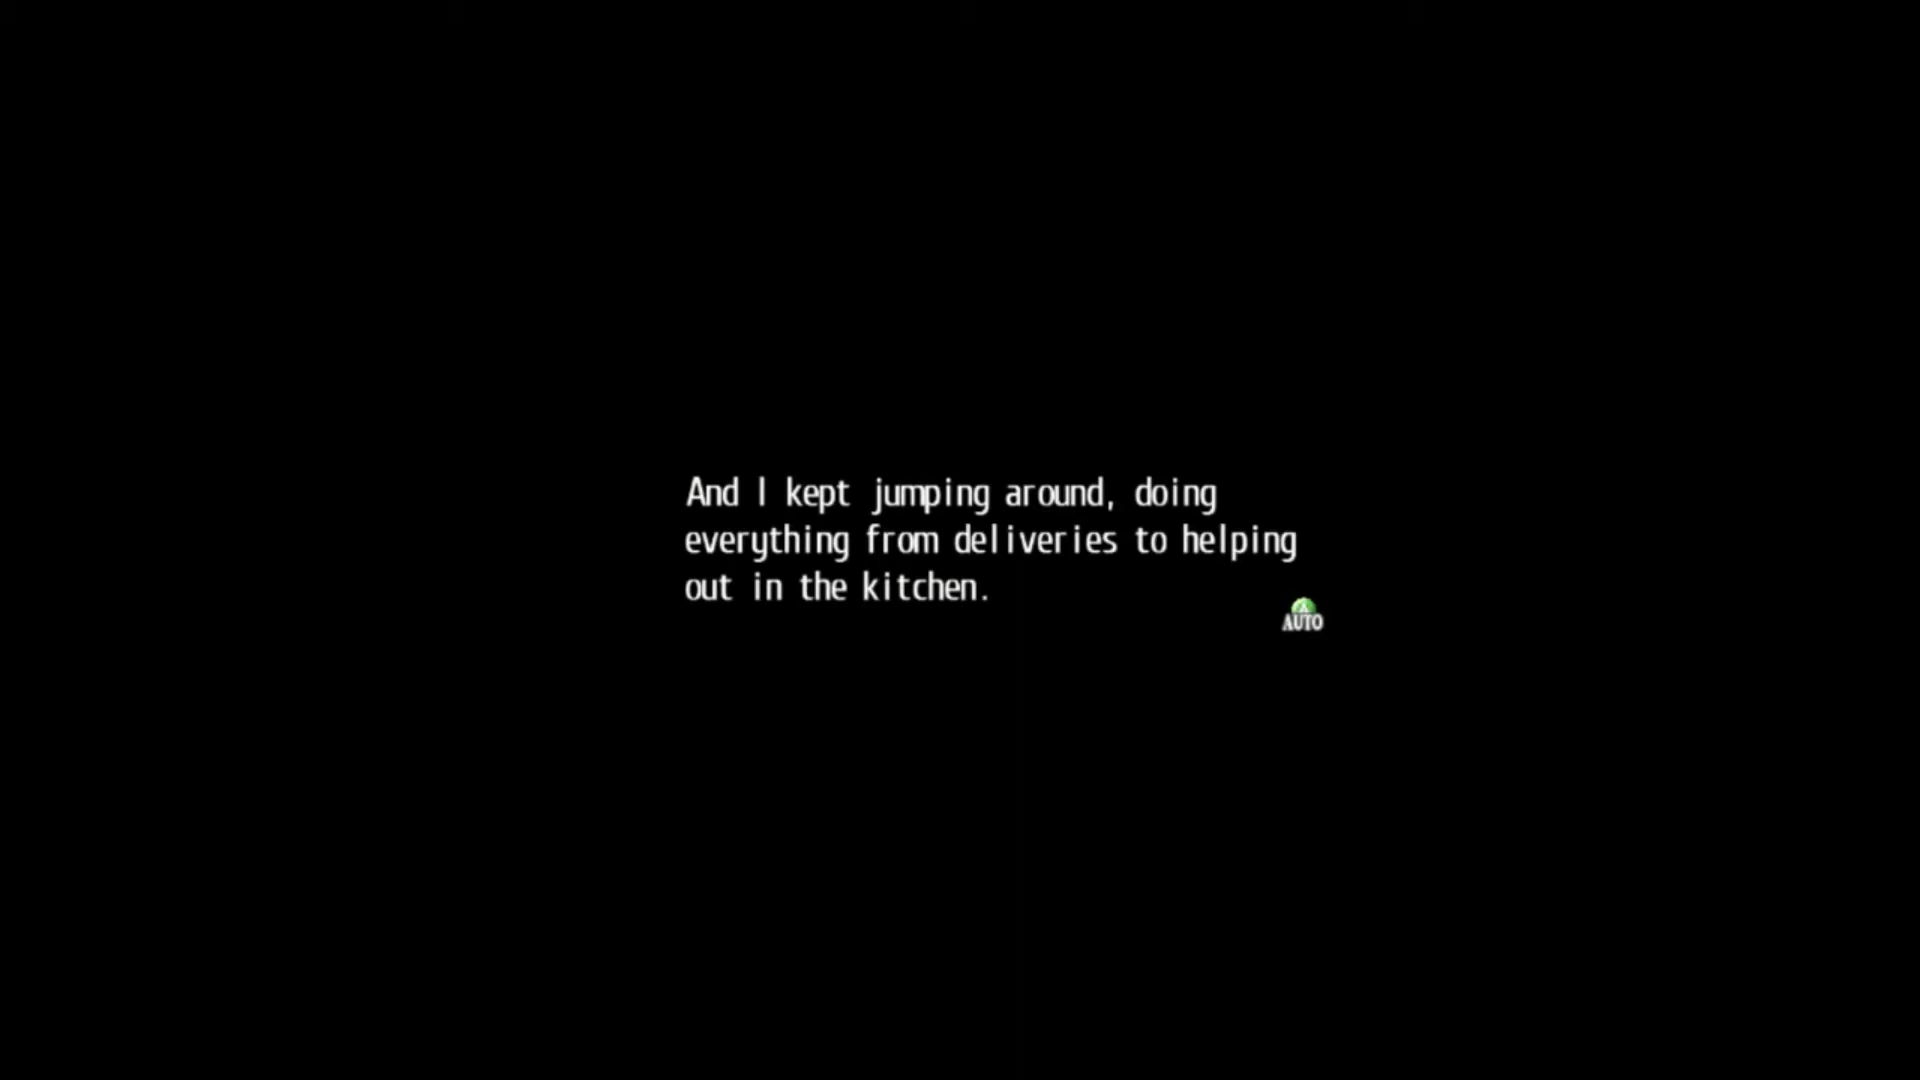 And I kept jumping around, doing
everything from deliveries to helping
out in the kitchen.
A
AUTO